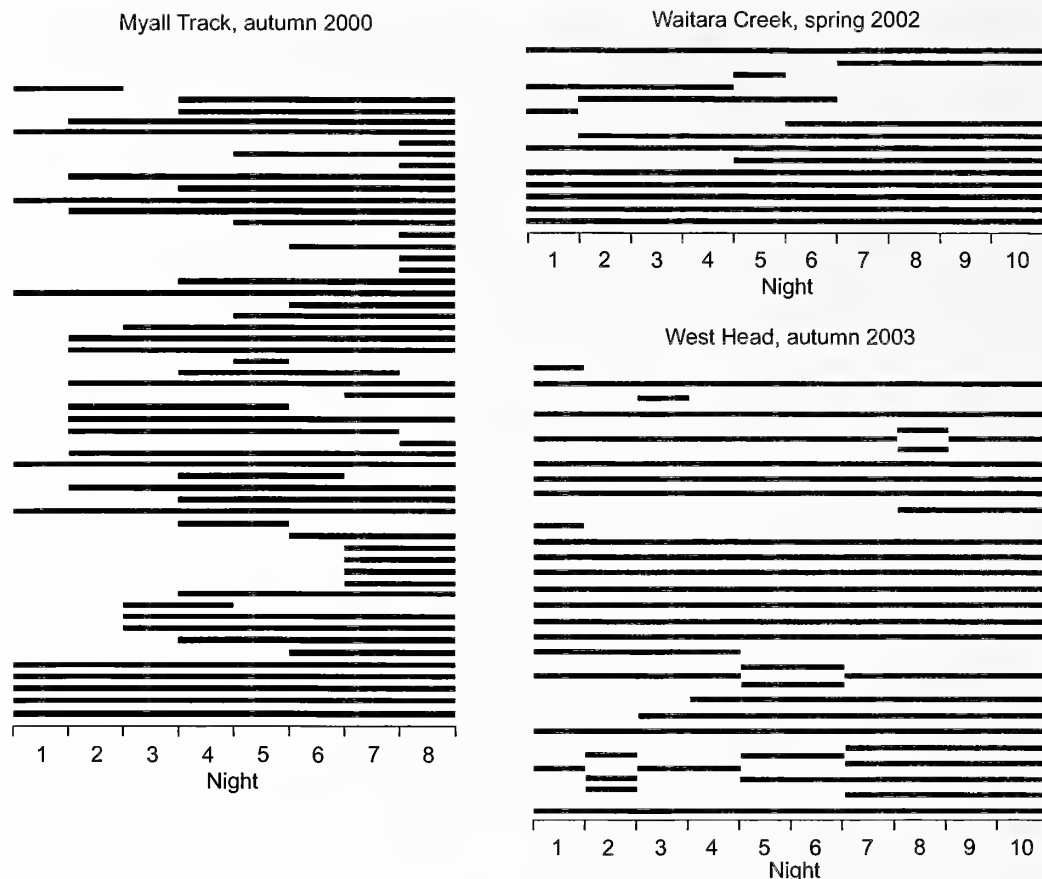 Myall Track, autumn 2000
1 2 3 4 5 6 7 8
Night
Waitara Creek, spring 2002
1 2 3 4 5 6 7 8 9 10
Night
West Head, autumn 2003
1 2 3 4 5 6 7 8 9 10
Night